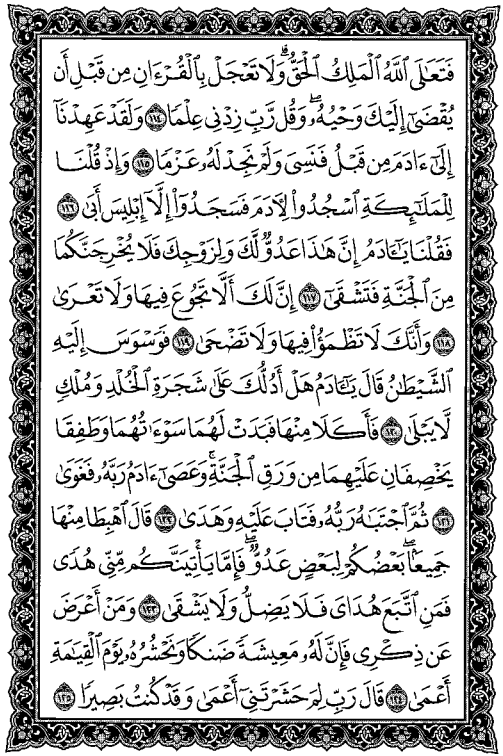 فَتَعَٰلَى ٱللَّهُ ٱلْمَلِكُ ٱلْحَقُّ ۗ وَلَا تَعْجَلْ بِٱلْقُرْءَانِ مِن قَبْلِ أَن
يُقْضَىٰٓ إِلَيْكَ وَحْيُهُۥ ۖ وَقُل رَّبِّ زِدْنِى عِلْمًا ١١٤ وَلَقَدْ عَهِدْنَآ
إِلَىٰٓ ءَادَمَ مِن قَبْلُ فَنَسِىَ وَلَمْ نَجِدْ لَهُۥ عَزْمًا ١١٥ وَإِذْ قُلْنَا
لِلْمَلَٰٓئِكَةِ ٱسْجُدُوا۟ لِءَادَمَ فَسَجَدُوٓا۟ إِلَّآ إِبْلِيسَ أَبَىٰ ١١٦
فَقُلْنَا يَٰٓـَٔادَمُ إِنَّ هَٰذَا عَدُوٌّ لَّكَ وَلِزَوْجِكَ فَلَا يُخْرِجَنَّكُمَا
مِنَ ٱلْجَنَّةِ فَتَشْقَىٰٓ ١١٧ إِنَّ لَكَ أَلَّا تَجُوعَ فِيهَا وَلَا تَعْرَىٰ
١١٨ وَأَنَّكَ لَا تَظْمَؤُا۟ فِيهَا وَلَا تَضْحَىٰ ١١٩ فَوَسْوَسَ إِلَيْهِ
ٱلشَّيْطَٰنُ قَالَ يَٰٓـَٔادَمُ هَلْ أَدُلُّكَ عَلَىٰ شَجَرَةِ ٱلْخُلْدِ وَمُلْكٍ
لَّا يَبْلَىٰ ١٢٠ فَأَكَلَا مِنْهَا فَبَدَتْ لَهُمَا سَوْءَٰتُهُمَا وَطَفِقَا
يَخْصِفَانِ عَلَيْهِمَا مِن وَرَقِ ٱلْجَنَّةِ ۚ وَعَصَىٰٓ ءَادَمُ رَبَّهُۥ فَغَوَىٰ
١٢١ ثُمَّ ٱجْتَبَٰهُ رَبُّهُۥ فَتَابَ عَلَيْهِ وَهَدَىٰ ١٢٢ قَالَ ٱهْبِطَا مِنْهَا
جَمِيعًۢا ۖ بَعْضُكُمْ لِبَعْضٍ عَدُوٌّ ۖ فَإِمَّا يَأْتِيَنَّكُم مِّنِّى هُدًى
فَمَنِ ٱتَّبَعَ هُدَاىَ فَلَا يَضِلُّ وَلَا يَشْقَىٰ ١٢٣ وَمَنْ أَعْرَضَ
عَن ذِكْرِى فَإِنَّ لَهُۥ مَعِيشَةً ضَنكًا وَنَحْشُرُهُۥ يَوْمَ ٱلْقِيَٰمَةِ
أَعْمَىٰ ١٢٤ قَالَ رَبِّ لِمَ حَشَرْتَنِىٓ أَعْمَىٰ وَقَدْ كُنتُ بَصِيرًا ١٢٥